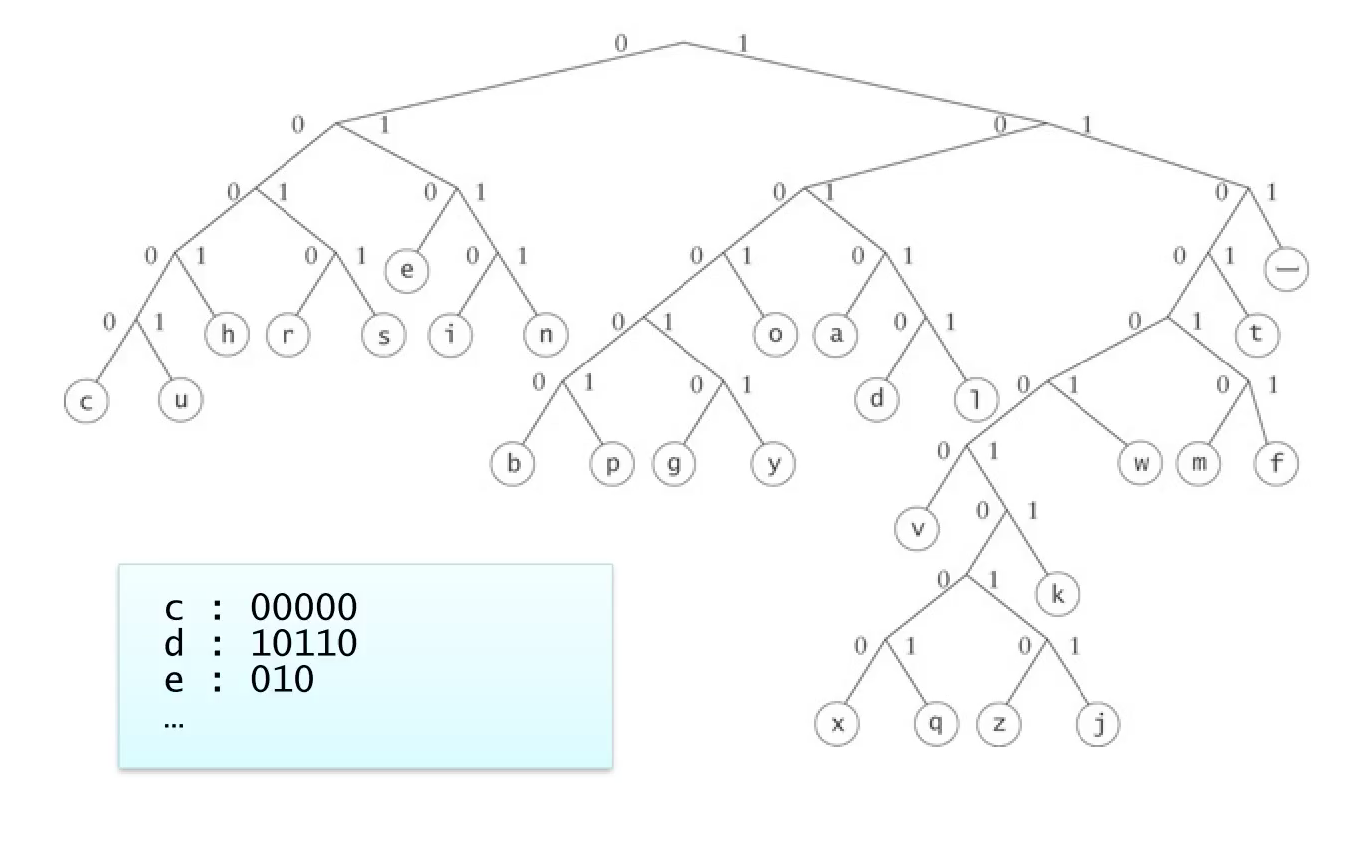 0 1
0 1 0 1
0 1 0 1 0 1 0 1
0 1 0 1 e 0 1 0 1 0 1 0 1 —
0 1 h r s i n 0 1 o a 0 1 0 1 t
c u 0 1 0 1 d l 0 1 0 1
b p g y 0 1 w m f
v 0 1
0 1 k
0 1 0 1
x q z j
c : 00000
d : 10110
e : 010
…